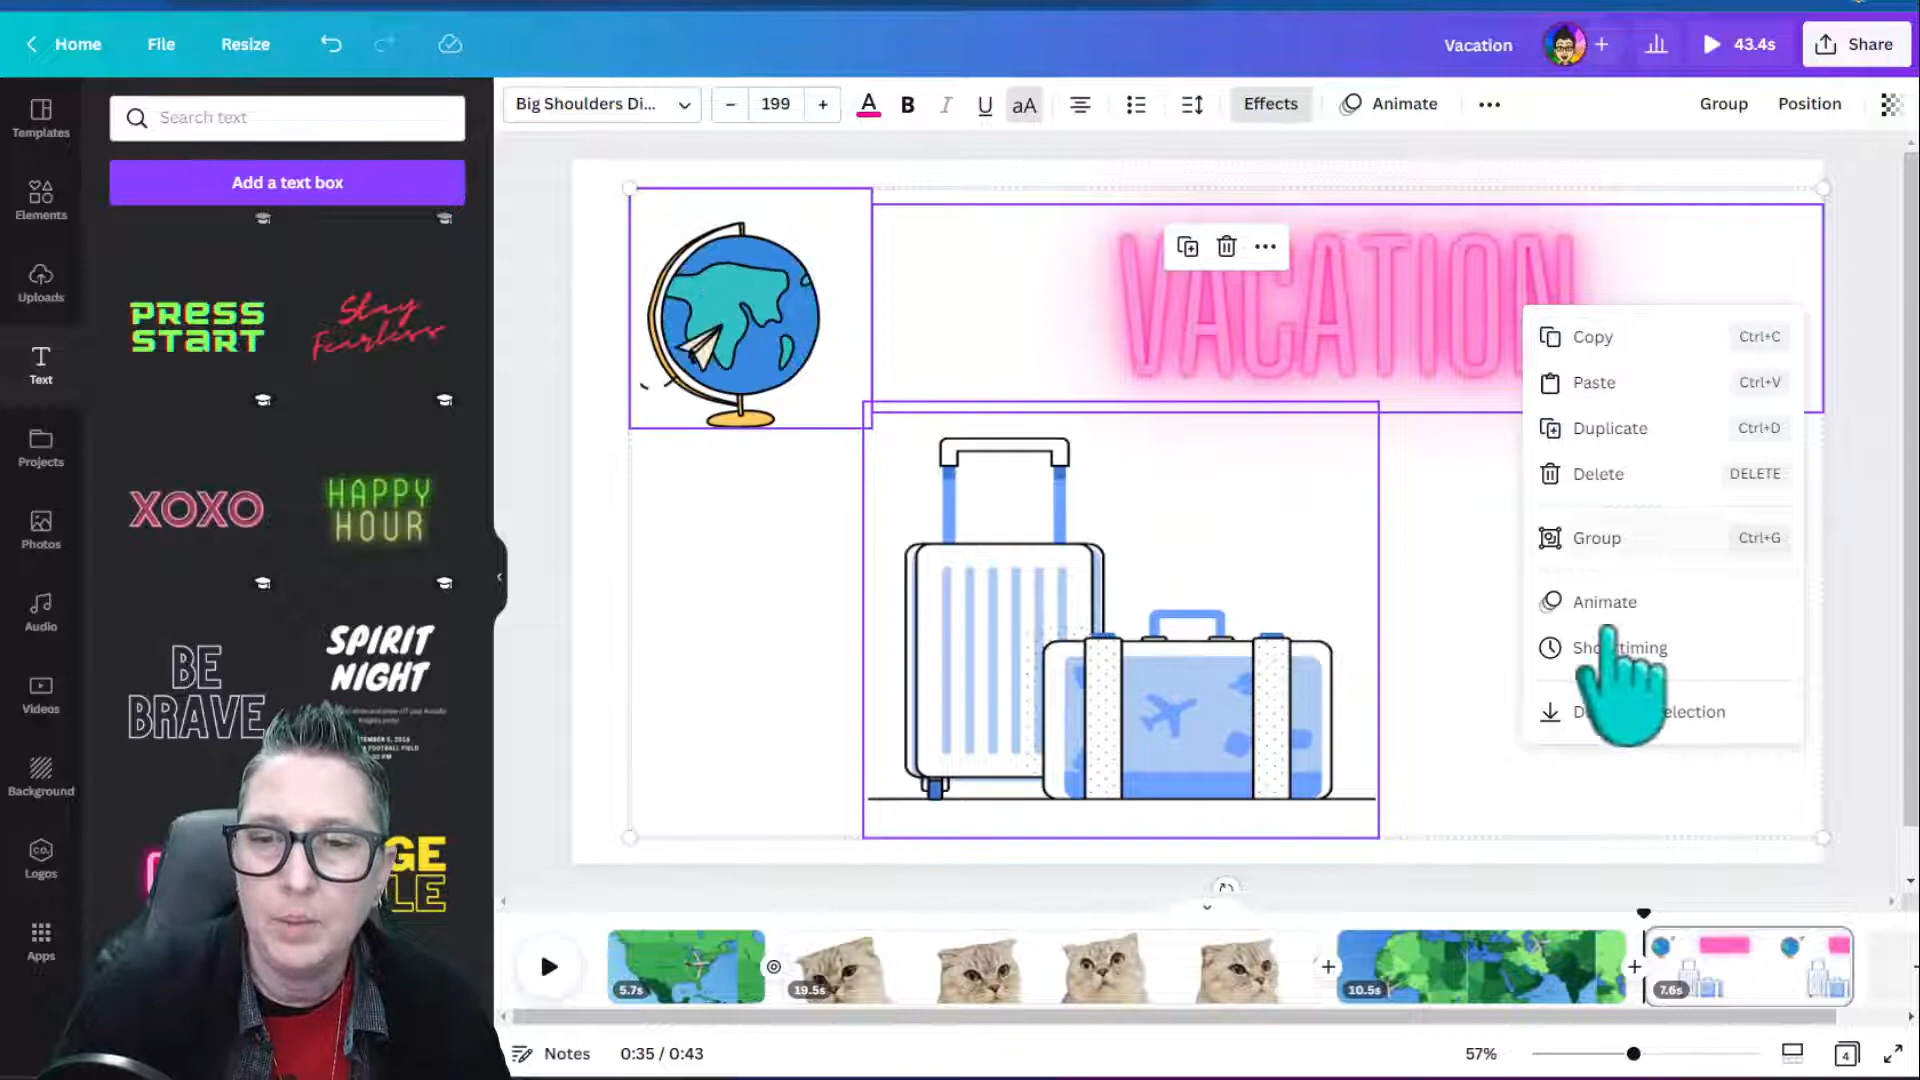 Home File Resize Vacation 43.4s Share
Templates
Elements
Uploads
Text
Projects
Photos
Audio
Videos
Background
Logos
Apps
Search text
Add a text box
PRESS
START
Stay
Fearless
XOXO
HAPPY
HOUR
BE
BRAVE
SPIRIT
NIGHT
Big Shoulders Di... 199 A B I U aA Effects Animate Group Position
VACATION
Copy Ctrl+C
Paste Ctrl+V
Duplicate Ctrl+D
Delete DELETE
Group Ctrl+G
Animate
timing
5.7s 19.5s 10.5s 7.6s
Notes 0:35 / 0:43 57% 4